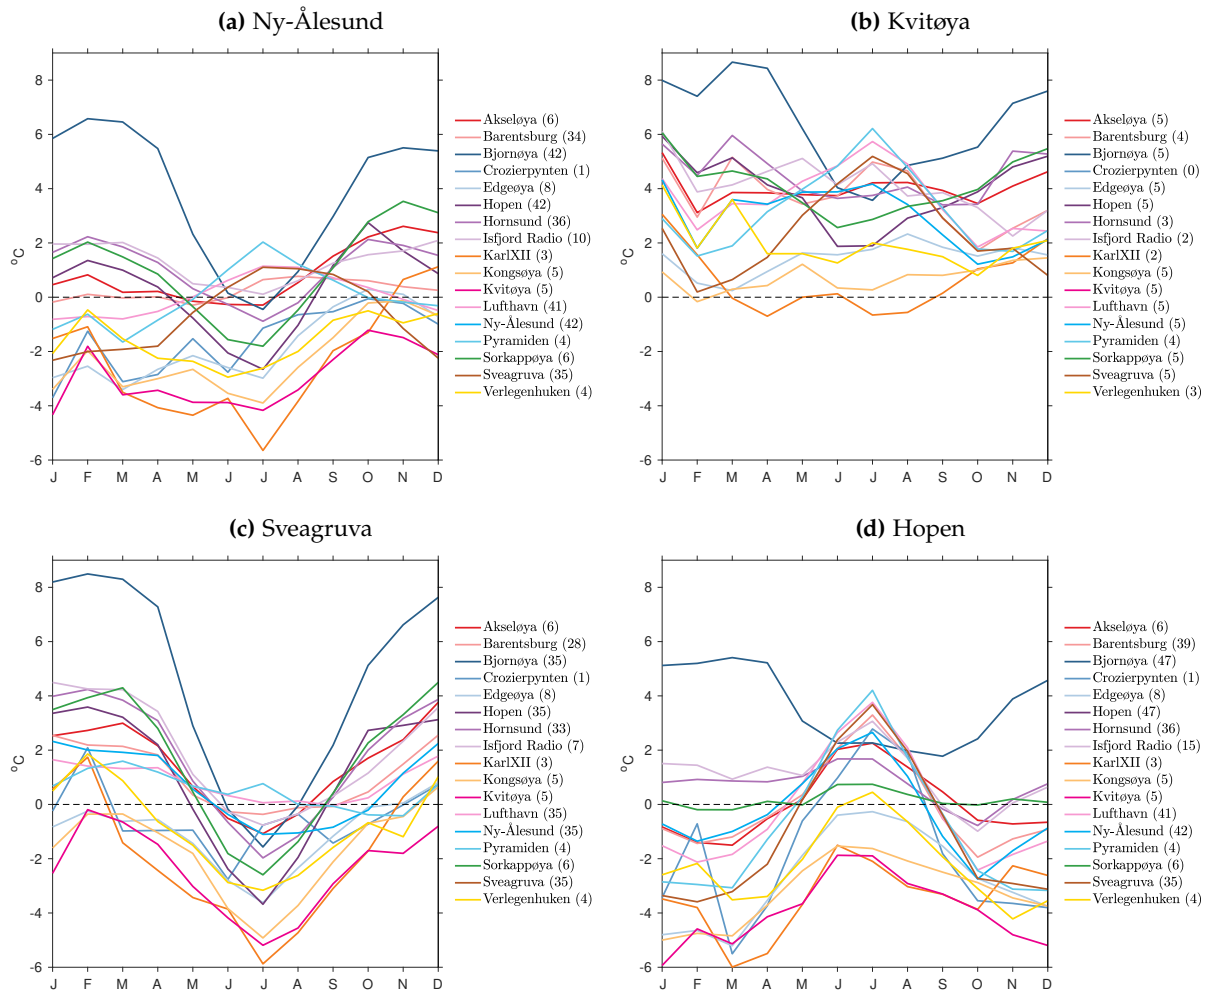 (a) Ny-Ålesund
8
6
4
2
0
-2
-4
-6
°C
J F M A M J J A S O N D
Akseløya (6)
Barentsburg (34)
Bjornøya (42)
Crozierpynten (1)
Edgeøya (8)
Hopen (42)
Hornsund (36)
Isfjord Radio (10)
KarlXII (3)
Kongsøya (5)
Kvitøya (5)
Lufthavn (41)
Ny-Ålesund (42)
Pyramiden (4)
Sorkappøya (6)
Sveagruva (35)
Verlegenhuken (4)
(b) Kvitøya
8
6
4
2
0
-2
-4
-6
°C
J F M A M J J A S O N D
Akseløya (5)
Barentsburg (4)
Bjornøya (5)
Crozierpynten (0)
Edgeøya (5)
Hopen (5)
Hornsund (3)
Isfjord Radio (2)
KarlXII (2)
Kongsøya (5)
Kvitøya (5)
Lufthavn (5)
Ny-Ålesund (5)
Pyramiden (4)
Sorkappøya (5)
Sveagruva (5)
Verlegenhuken (3)
(c) Sveagruva
8
6
4
2
0
-2
-4
-6
°C
J F M A M J J A S O N D
Akseløya (6)
Barentsburg (28)
Bjornøya (35)
Crozierpynten (1)
Edgeøya (8)
Hopen (35)
Hornsund (33)
Isfjord Radio (7)
KarlXII (3)
Kongsøya (5)
Kvitøya (5)
Lufthavn (35)
Ny-Ålesund (35)
Pyramiden (4)
Sorkappøya (6)
Sveagruva (35)
Verlegenhuken (4)
(d) Hopen
8
6
4
2
0
-2
-4
-6
°C
J F M A M J J A S O N D
Akseløya (6)
Barentsburg (39)
Bjornøya (47)
Crozierpynten (1)
Edgeøya (8)
Hopen (47)
Hornsund (36)
Isfjord Radio (15)
KarlXII (3)
Kongsøya (5)
Kvitøya (5)
Lufthavn (41)
Ny-Ålesund (42)
Pyramiden (4)
Sorkappøya (6)
Sveagruva (35)
Verlegenhuken (4)